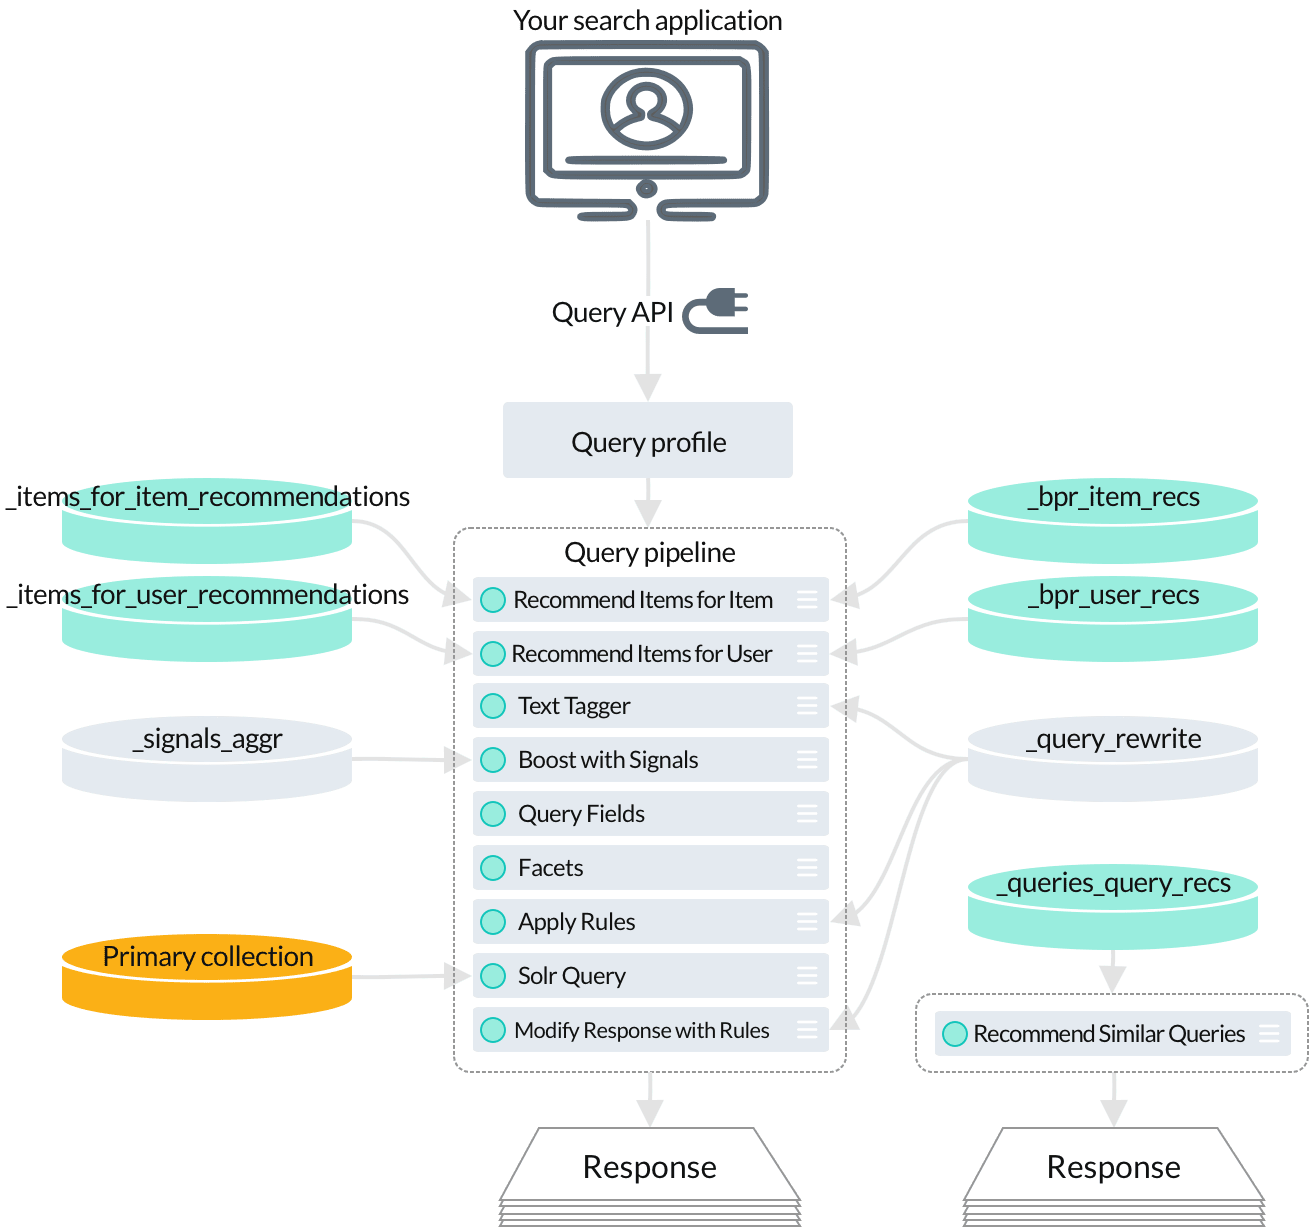 Your search application
Query API
Query profile
_items_for_item_recommendations
_items_for_user_recommendations
_signals_aggr
Primary collection
Query pipeline
Recommend Items for Item
Recommend Items for User
Text Tagger
Boost with Signals
Query Fields
Facets
Apply Rules
Solr Query
Modify Response with Rules
Response
_bpr_item_recs
_bpr_user_recs
_query_rewrite
_queries_query_recs
Recommend Similar Queries
Response